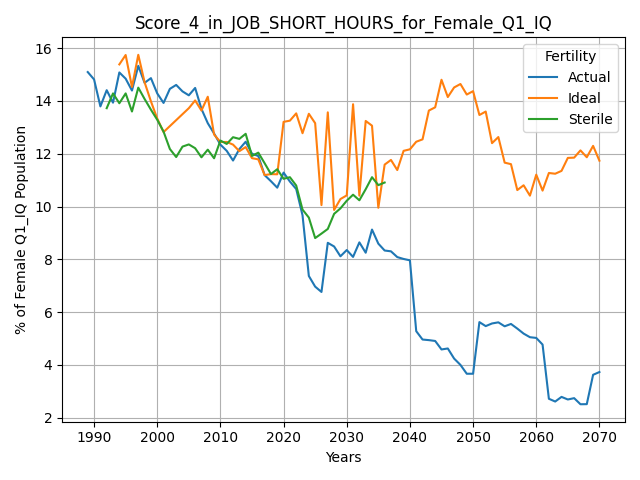 Score_4_in_JOB_SHORT_HOURS_for_Female_Q1_IQ
% of Female Q1_IQ Population
16
14
12
10
8
6
4
2
Fertility
Actual
Ideal
Sterile
1990 2000 2010 2020 2030 2040 2050 2060 2070
Years